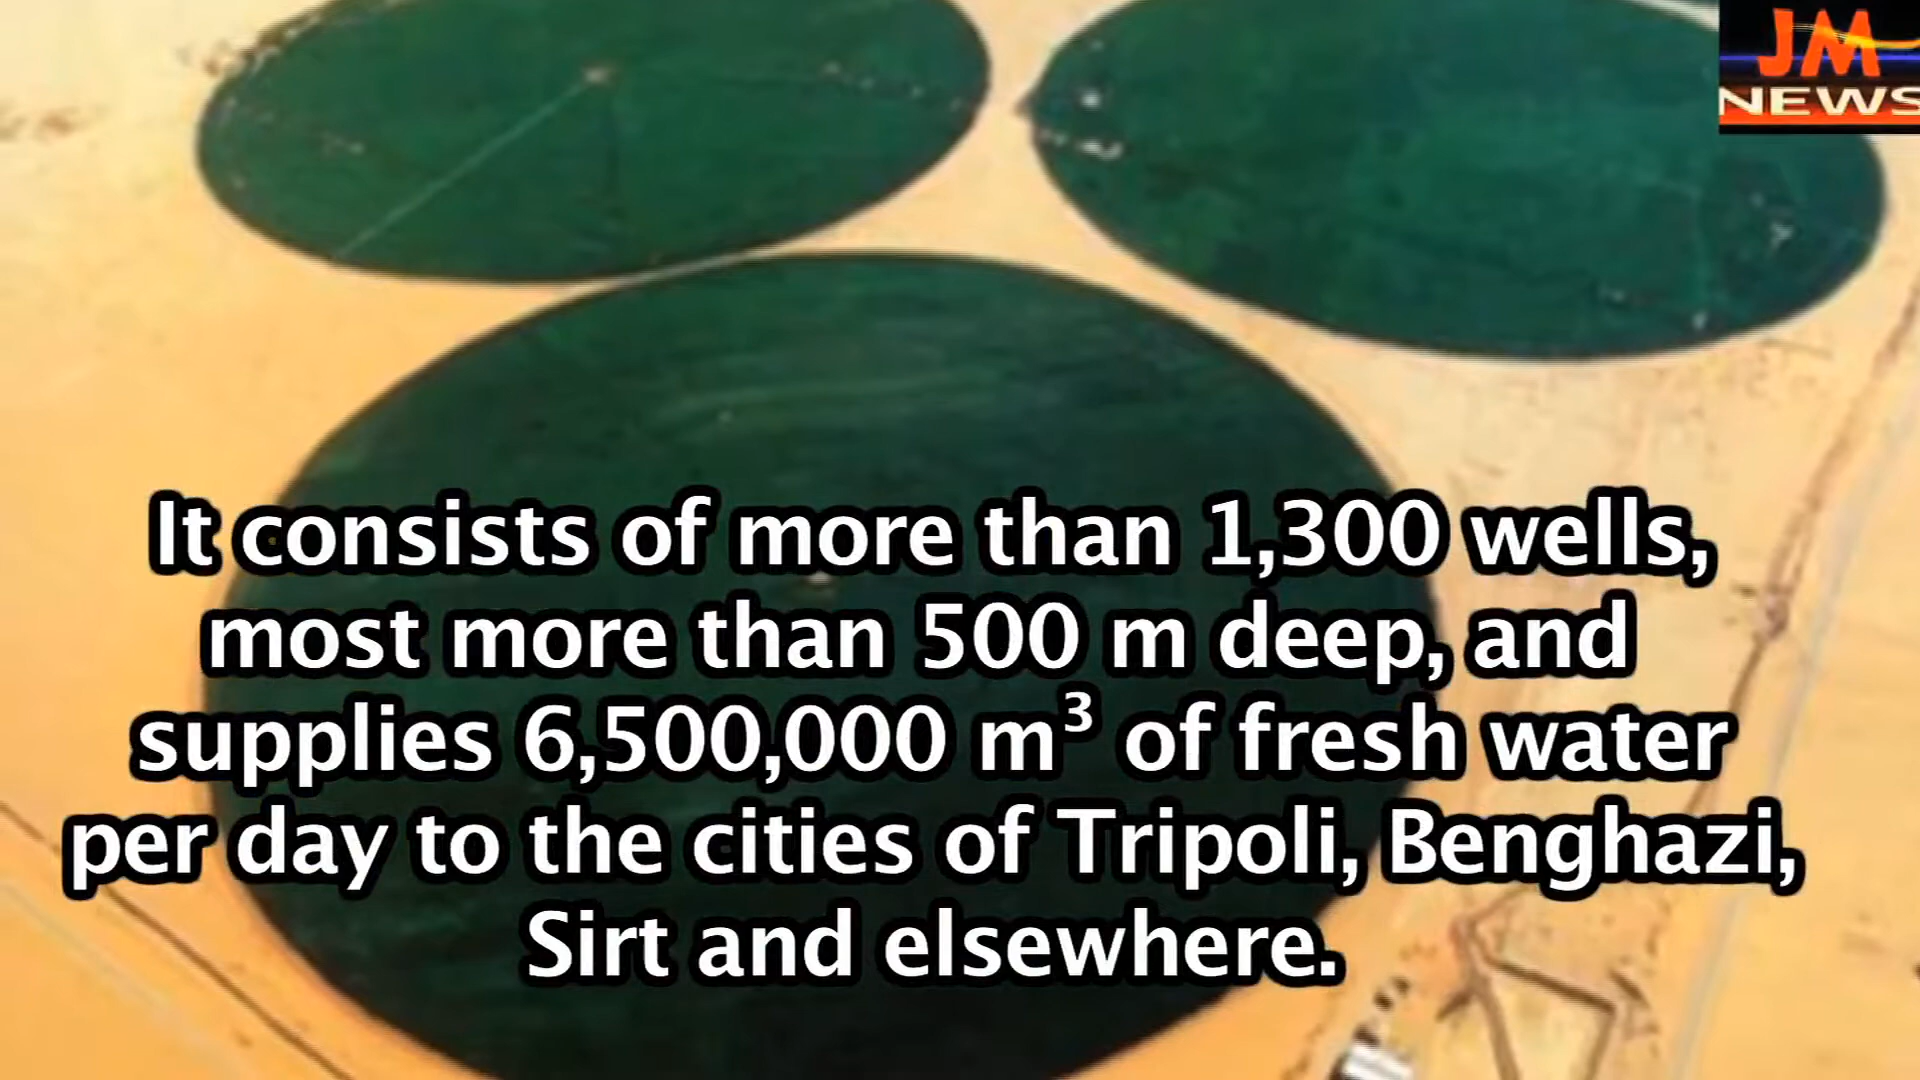 JM
NEWS
It consists of more than 1,300 wells,
most more than 500 m deep, and
supplies 6,500,000 m³ of fresh water
per day to the cities of Tripoli, Benghazi,
Sirt and elsewhere.